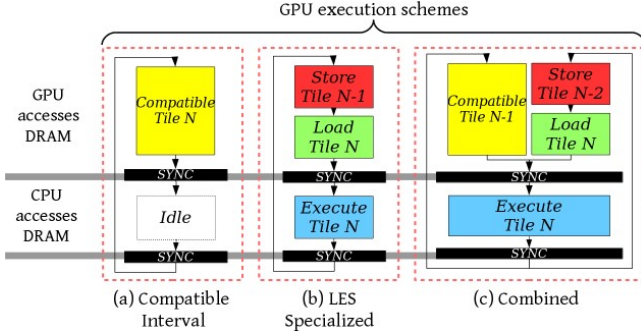 GPU execution schemes
GPU
accesses
DRAM
Compatible
Tile N
Store
Tile N-1
Load
Tile N
Compatible
Tile N-1
Store
Tile N-2
Load
Tile N
SYNC
SYNC
SYNC
CPU
accesses
DRAM
Idle
Execute
Tile N
Execute
Tile N
SYNC
SYNC
SYNC
(a) Compatible
Interval
(b) LES
Specialized
(c) Combined